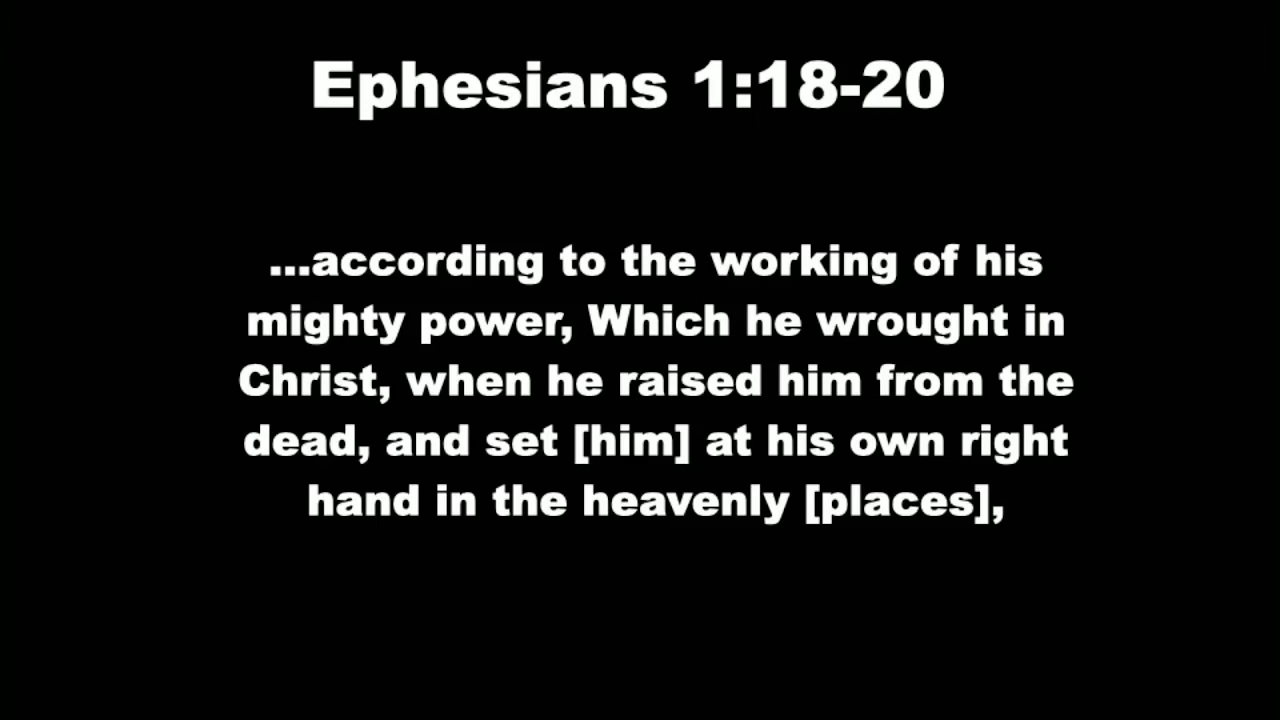 Ephesians 1:18-20
...according to the working of his
mighty power, Which he wrought in
Christ, when he raised him from the
dead, and set [him] at his own right
hand in the heavenly [places],